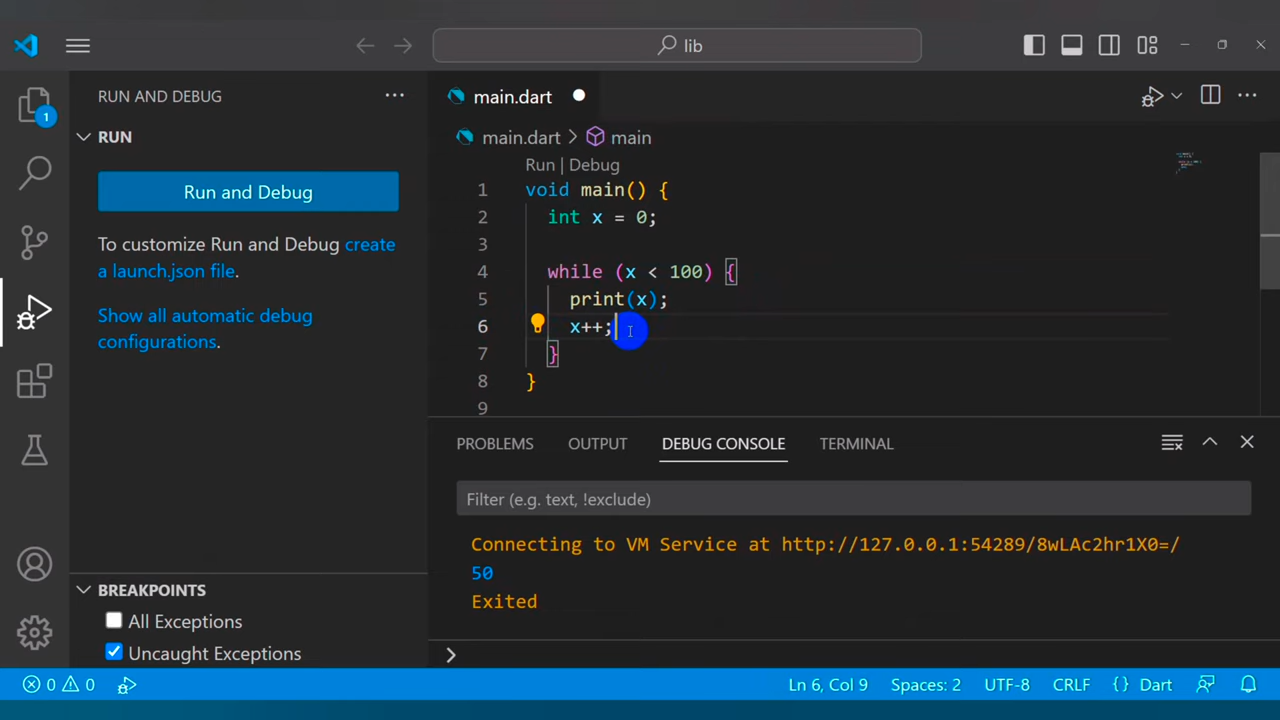 lib
RUN AND DEBUG
RUN
Run and Debug
To customize Run and Debug create
a launch.json file.
Show all automatic debug
configurations.
BREAKPOINTS
All Exceptions
Uncaught Exceptions
1
main.dart
main.dart > main
Run | Debug
1 void main() {
2 int x = 0;
3
4 while (x < 100) {
5 print(x);
6 x++;
7 }
8 }
9
PROBLEMS OUTPUT DEBUG CONSOLE TERMINAL
Filter (e.g. text, !exclude)
Connecting to VM Service at http://127.0.0.1:54289/8wLAc2hr1X0=/
50
Exited
>
0 0 Ln 6, Col 9 Spaces: 2 UTF-8 CRLF {} Dart